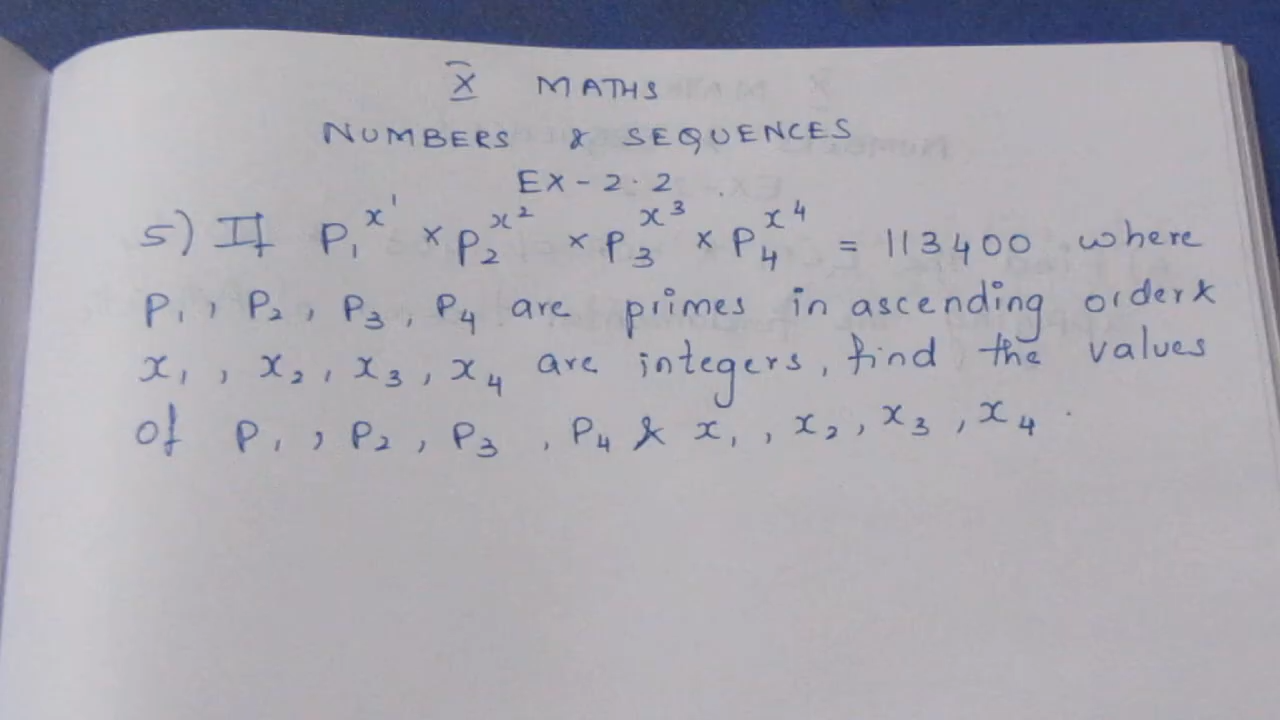 X MATHS
NUMBERS & SEQUENCES
EX-2.2
5) If P₁^x¹ × P₂^x² × P₃^x³ × P₄^x⁴ = 113400 where
P₁, P₂, P₃, P₄ are primes in ascending order &
x₁, x₂, x₃, x₄ are integers, find the values
of P₁, P₂, P₃, P₄ & x₁, x₂, x₃, x₄.